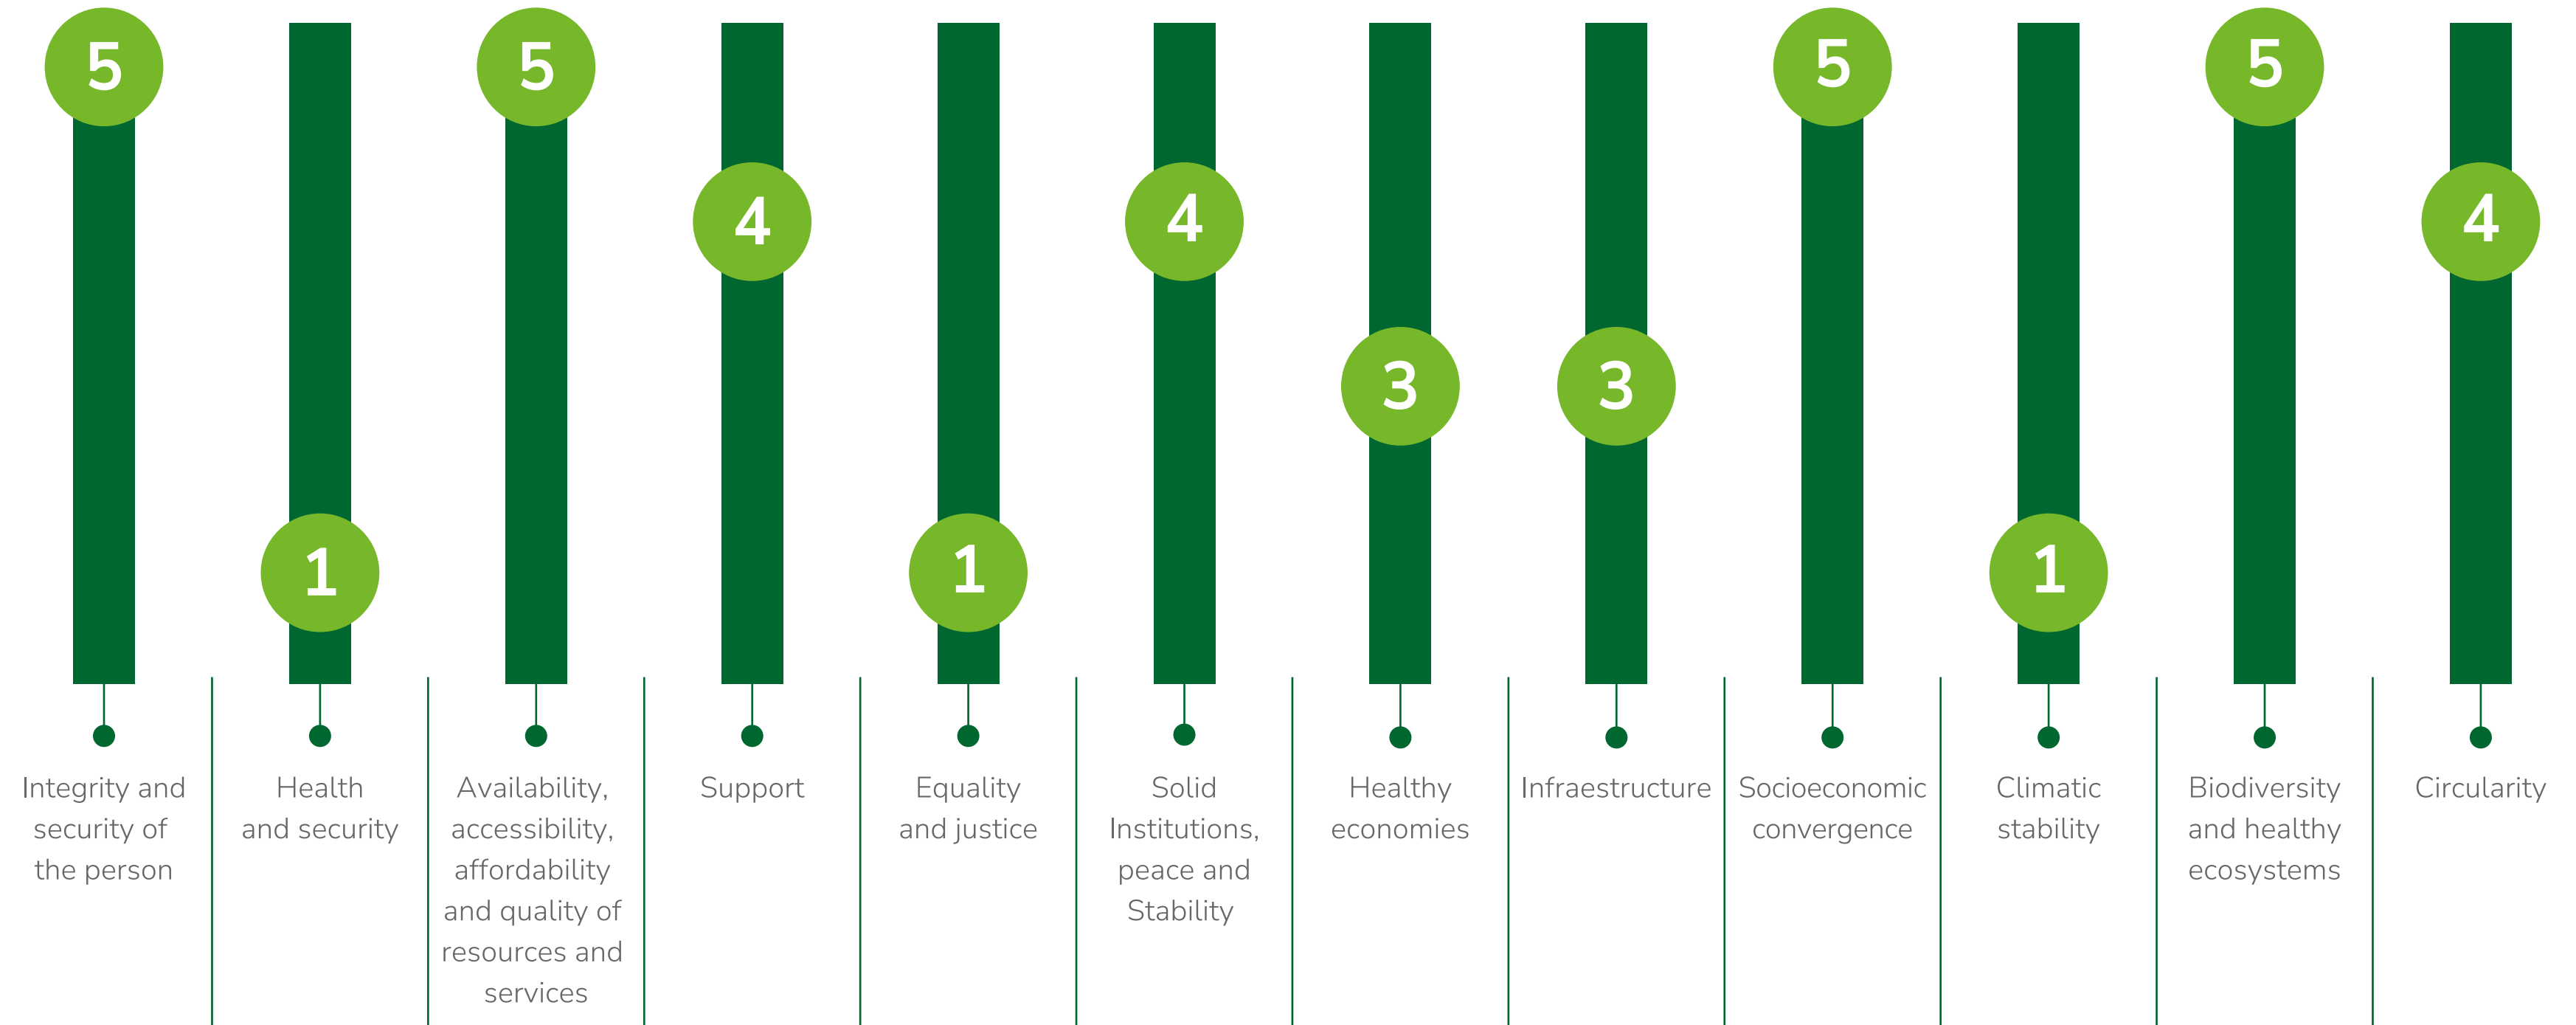 5
1
5
4
1
4
3
3
5
1
5
4
Integrity and
security of
the person
Health
and security
Availability,
accessibility,
affordability
and quality of
resources and
services
Support
Equality
and justice
Solid
Institutions,
peace and
Stability
Healthy
economies
Infraestructure
Socioeconomic
convergence
Climatic
stability
Biodiversity
and healthy
ecosystems
Circularity